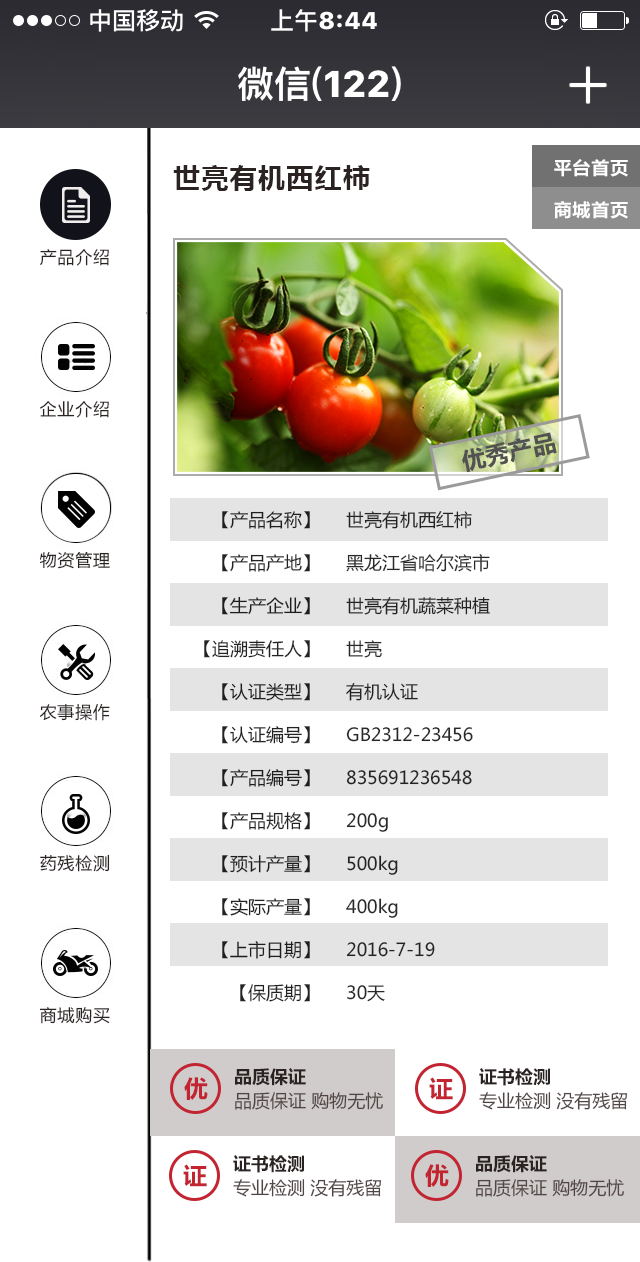 中国移动 上午8:44
微信(122)
平台首页
商城首页
世亮有机西红柿
优秀产品
产品介绍
企业介绍
物资管理
农事操作
药残检测
商城购买
【产品名称】 世亮有机西红柿
【产品产地】 黑龙江省哈尔滨市
【生产企业】 世亮有机蔬菜种植
【追溯责任人】 世亮
【认证类型】 有机认证
【认证编号】 GB2312-23456
【产品编号】 835691236548
【产品规格】 200g
【预计产量】 500kg
【实际产量】 400kg
【上市日期】 2016-7-19
【保质期】 30天
优 品质保证
品质保证 购物无忧
证 证书检测
专业检测 没有残留
证 证书检测
专业检测 没有残留
优 品质保证
品质保证 购物无忧